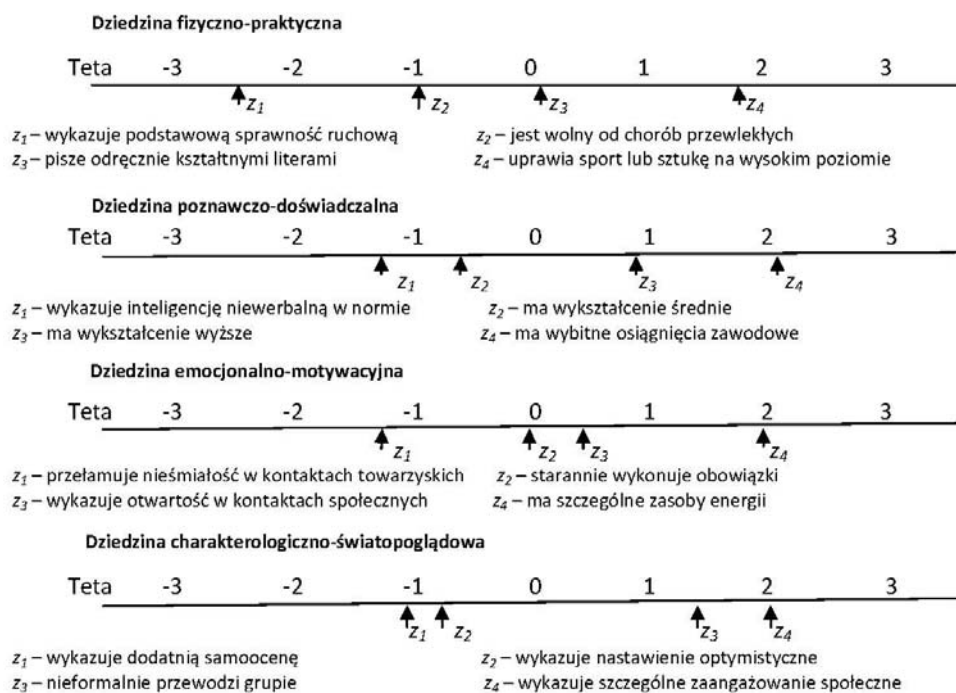 Dziedzina fizyczno-praktyczna
Teta -3 -2 -1 0 1 2 3
z1 z2 z3 z4
z1 – wykazuje podstawową sprawność ruchową z2 – jest wolny od chorób przewlekłych
z3 – pisze odręcznie kształtnymi literami z4 – uprawia sport lub sztukę na wysokim poziomie
Dziedzina poznawczo-doświadczalna
Teta -3 -2 -1 0 1 2 3
z1 z2 z3 z4
z1 – wykazuje inteligencję niewerbalną w normie z2 – ma wykształcenie średnie
z3 – ma wykształcenie wyższe z4 – ma wybitne osiągnięcia zawodowe
Dziedzina emocjonalno-motywacyjna
Teta -3 -2 -1 0 1 2 3
z1 z2 z3 z4
z1 – przełamuje nieśmiałość w kontaktach towarzyskich z2 – starannie wykonuje obowiązki
z3 – wykazuje otwartość w kontaktach społecznych z4 – ma szczególne zasoby energii
Dziedzina charakterologiczno-światopoglądowa
Teta -3 -2 -1 0 1 2 3
z1 z2 z3 z4
z1 – wykazuje dodatnią samoocenę z2 – wykazuje nastawienie optymistyczne
z3 – nieformalnie przewodzi grupie z4 – wykazuje szczególne zaangażowanie społeczne